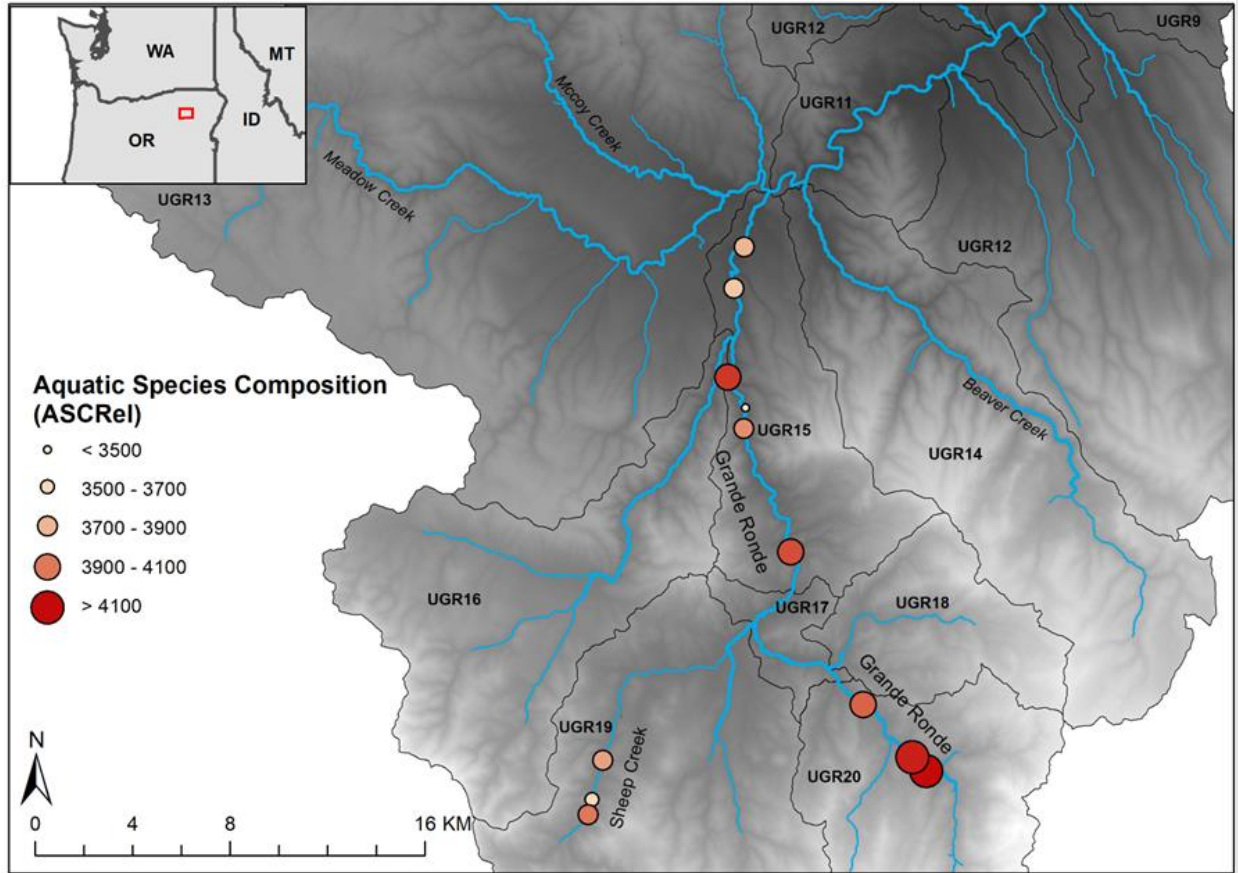 WA
MT
OR
ID
UGR12
UGR9
UGR11
Mccoy Creek
Meadow Creek
UGR13
UGR12
Aquatic Species Composition
(ASCRel)
< 3500
3500 - 3700
3700 - 3900
3900 - 4100
> 4100
Beaver Creek
UGR15
UGR14
Grande Ronde
UGR16
UGR17
UGR18
Grande Ronde
UGR19
Sheep Creek
UGR20
N
0 4 8 16 KM